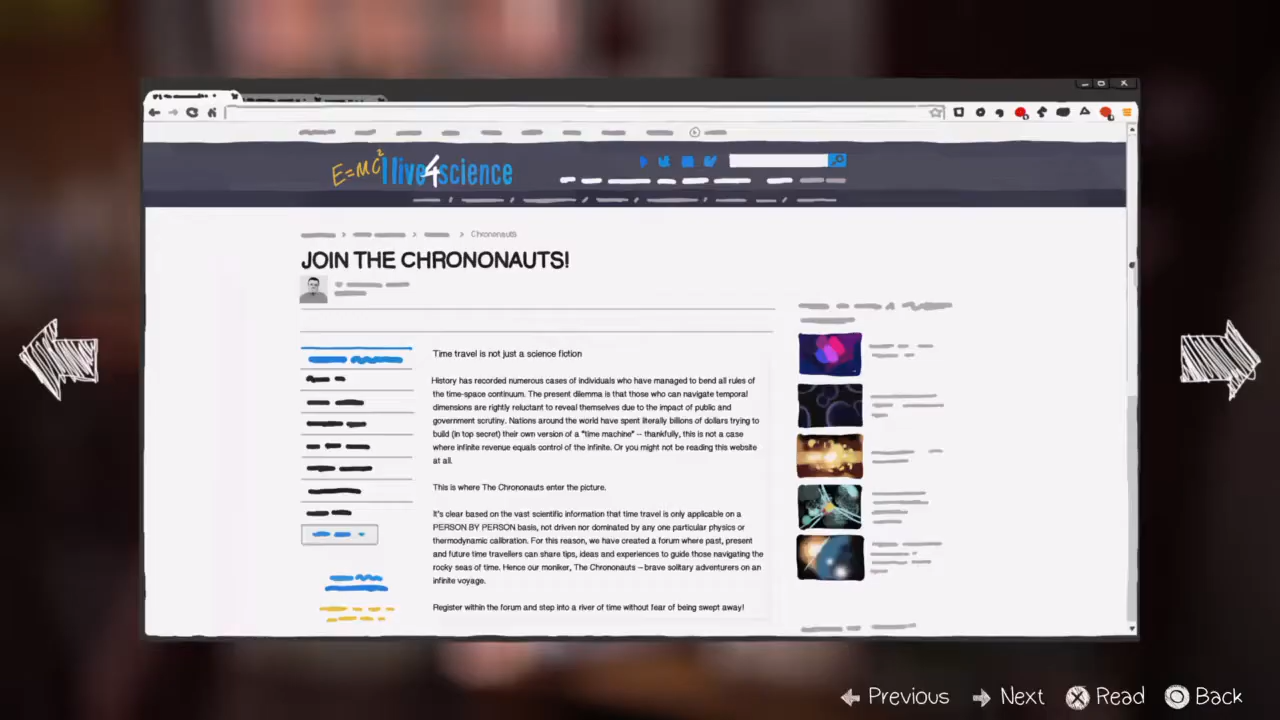 E=MC² I live4science
Chrononauts
JOIN THE CHRONONAUTS!
Time travel is not just a science fiction
History has recorded numerous cases of individuals who have managed to bend all rules of
the time-space continuum. The present dilemma is that those who can navigate temporal
dimensions are rightly reluctant to reveal themselves due to the impact of public and
government scrutiny. Nations around the world have spent literally billions of dollars trying to
build (in top secret) their own version of a "time machine" -- thankfully, this is not a case
where infinite revenue equals control of the infinite. Or you might not be reading this website
at all.
This is where The Chrononauts enter the picture.
It's clear based on the vast scientific information that time travel is only applicable on a
PERSON BY PERSON basis, not driven nor dominated by any one particular physics or
thermodynamic calibration. For this reason, we have created a forum where past, present
and future time travellers can share tips, ideas and experiences to guide those navigating the
rocky seas of time. Hence our moniker, The Chrononauts -- brave solitary adventurers on an
infinite voyage.
Register within the forum and step into a river of time without fear of being swept away!
Previous Next Read Back